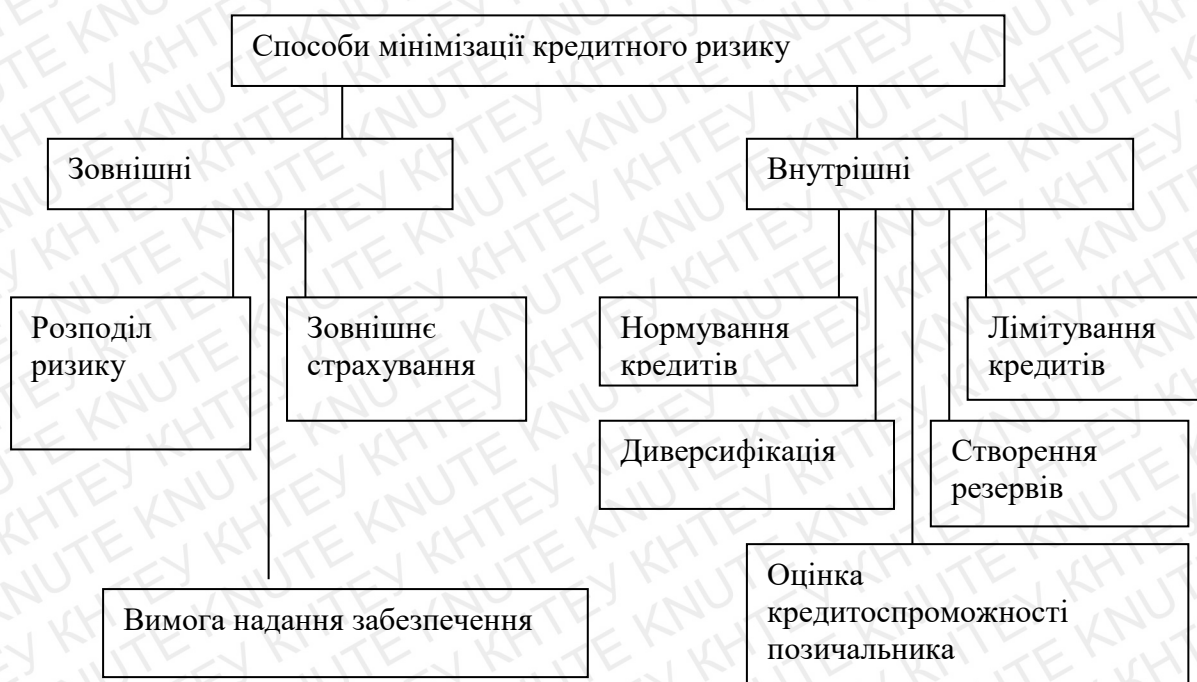 Способи мінімізації кредитного ризику
Зовнішні
Внутрішні
Розподіл
ризику
Зовнішнє
страхування
Нормування
кредитів
Лімітування
кредитів
Диверсифікація
Створення
резервів
Вимога надання забезпечення
Оцінка
кредитоспроможності
позичальника